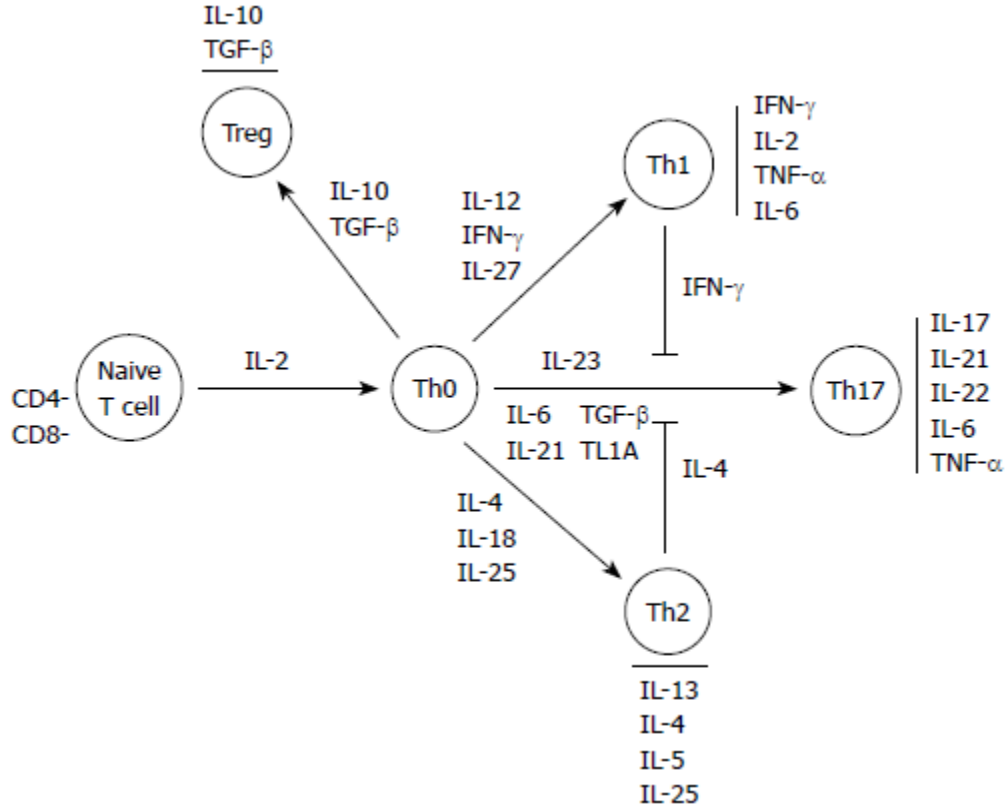 IL-10
TGF-β
Treg
IL-10
TGF-β
IL-12
IFN-γ
IL-27
Th1
IFN-γ
IL-2
TNF-α
IL-6
IFN-γ
CD4-
CD8-
Naive
T cell
IL-2
Th0
IL-23
IL-6 TGF-β
IL-21 TL1A
Th17
IL-17
IL-21
IL-22
IL-6
TNF-α
IL-4
IL-4
IL-18
IL-25
Th2
IL-13
IL-4
IL-5
IL-25